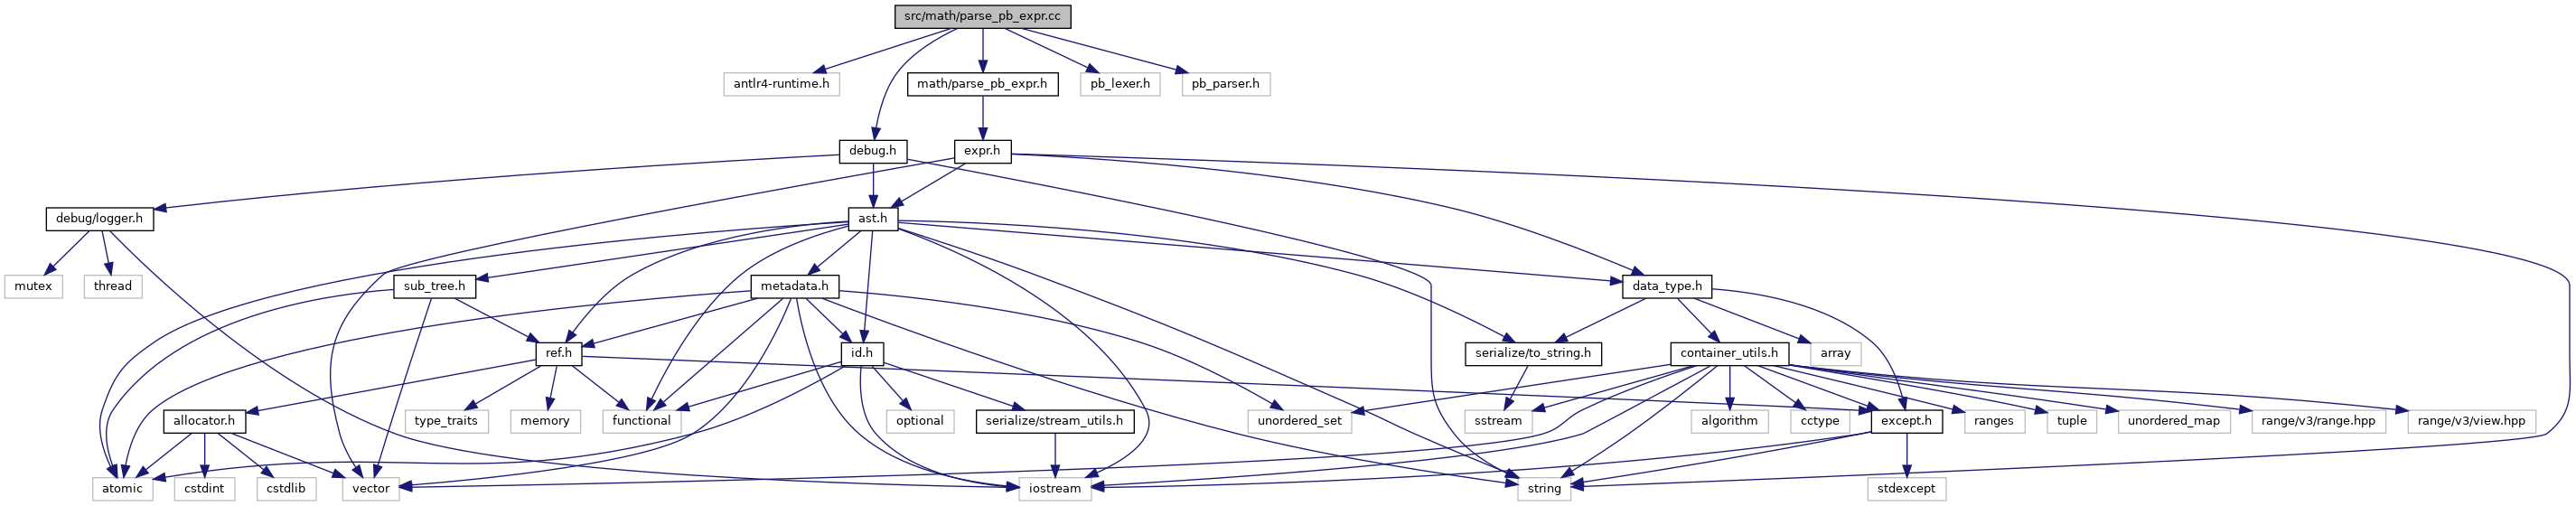 src/math/parse_pb_expr.cc
antlr4-runtime.h
math/parse_pb_expr.h
pb_lexer.h
pb_parser.h
debug.h
expr.h
debug/logger.h
ast.h
mutex
thread
sub_tree.h
metadata.h
data_type.h
ref.h
id.h
serialize/to_string.h
container_utils.h
array
allocator.h
type_traits
memory
functional
optional
serialize/stream_utils.h
unordered_set
sstream
algorithm
cctype
except.h
ranges
tuple
unordered_map
range/v3/range.hpp
range/v3/view.hpp
atomic
cstdint
cstdlib
vector
iostream
string
stdexcept